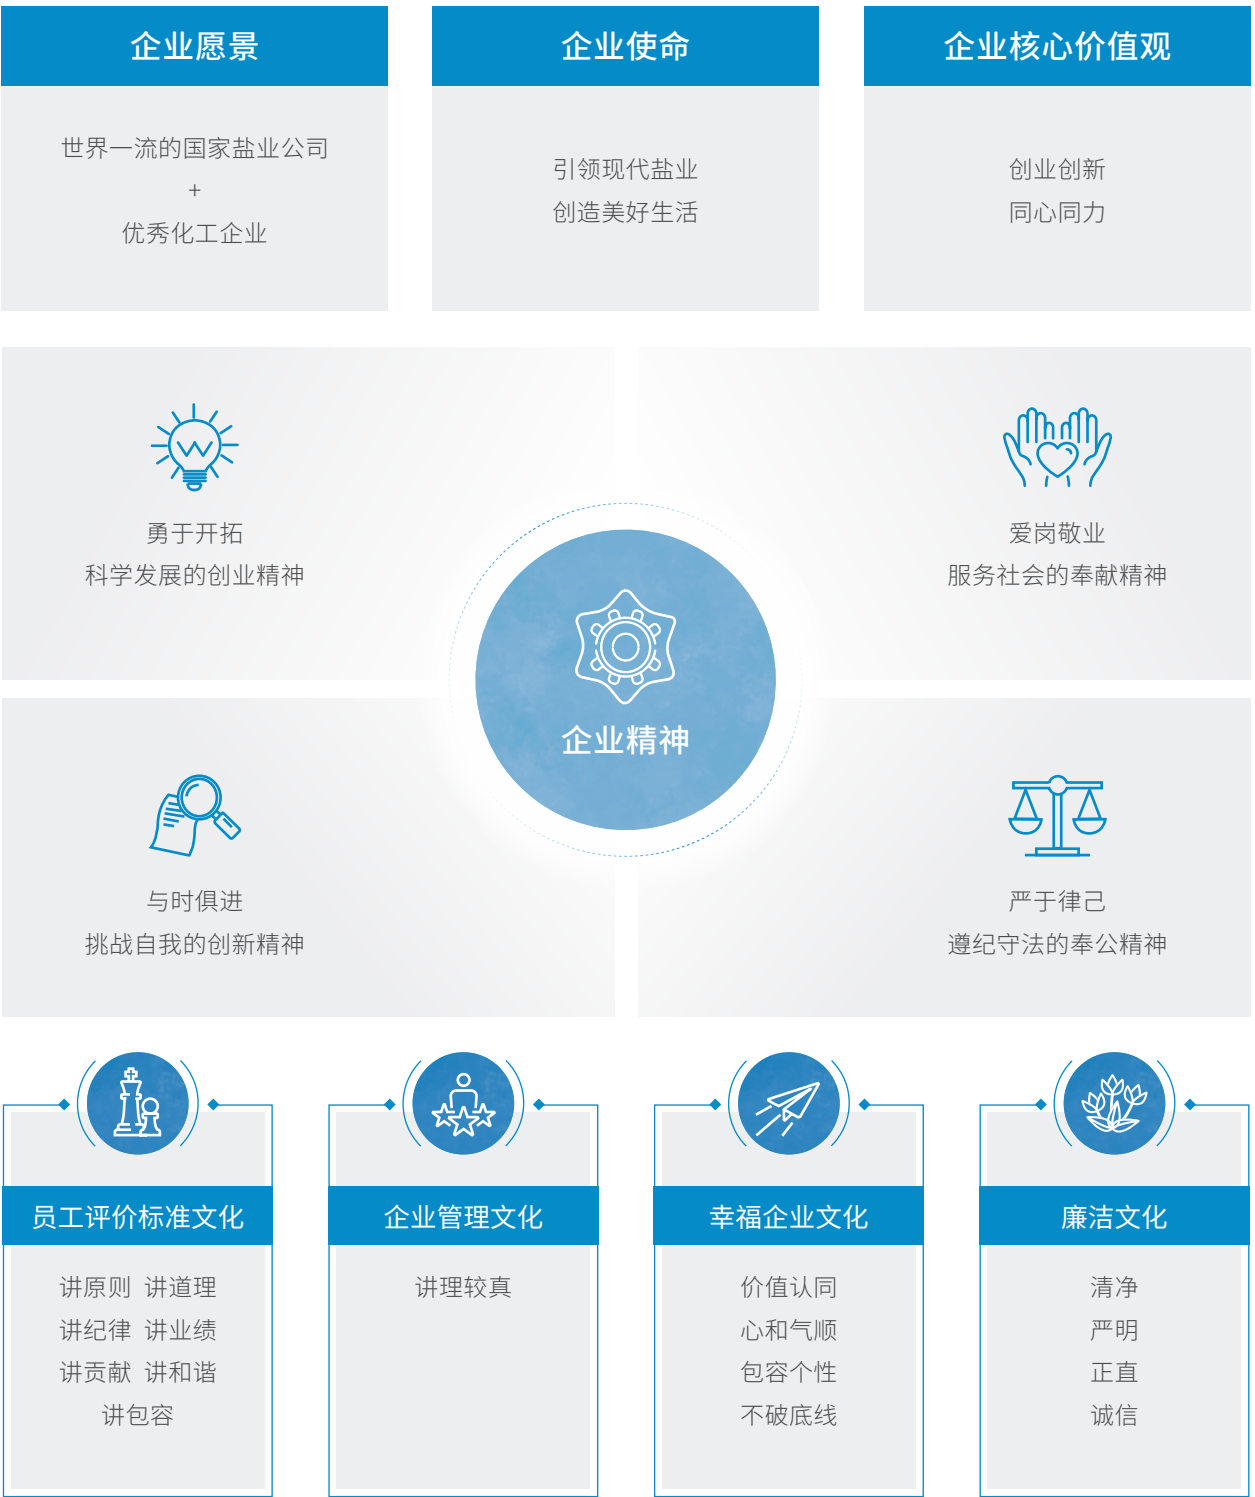 企业愿景
世界一流的国家盐业公司
+
优秀化工企业
企业使命
引领现代盐业
创造美好生活
企业核心价值观
创业创新
同心同力
勇于开拓
科学发展的创业精神
爱岗敬业
服务社会的奉献精神
企业精神
与时俱进
挑战自我的创新精神
严于律己
遵纪守法的奉公精神
员工评价标准文化
讲原则 讲道理
讲纪律 讲业绩
讲贡献 讲和谐
讲包容
企业管理文化
讲理较真
幸福企业文化
价值认同
心和气顺
包容个性
不破底线
廉洁文化
清净
严明
正直
诚信